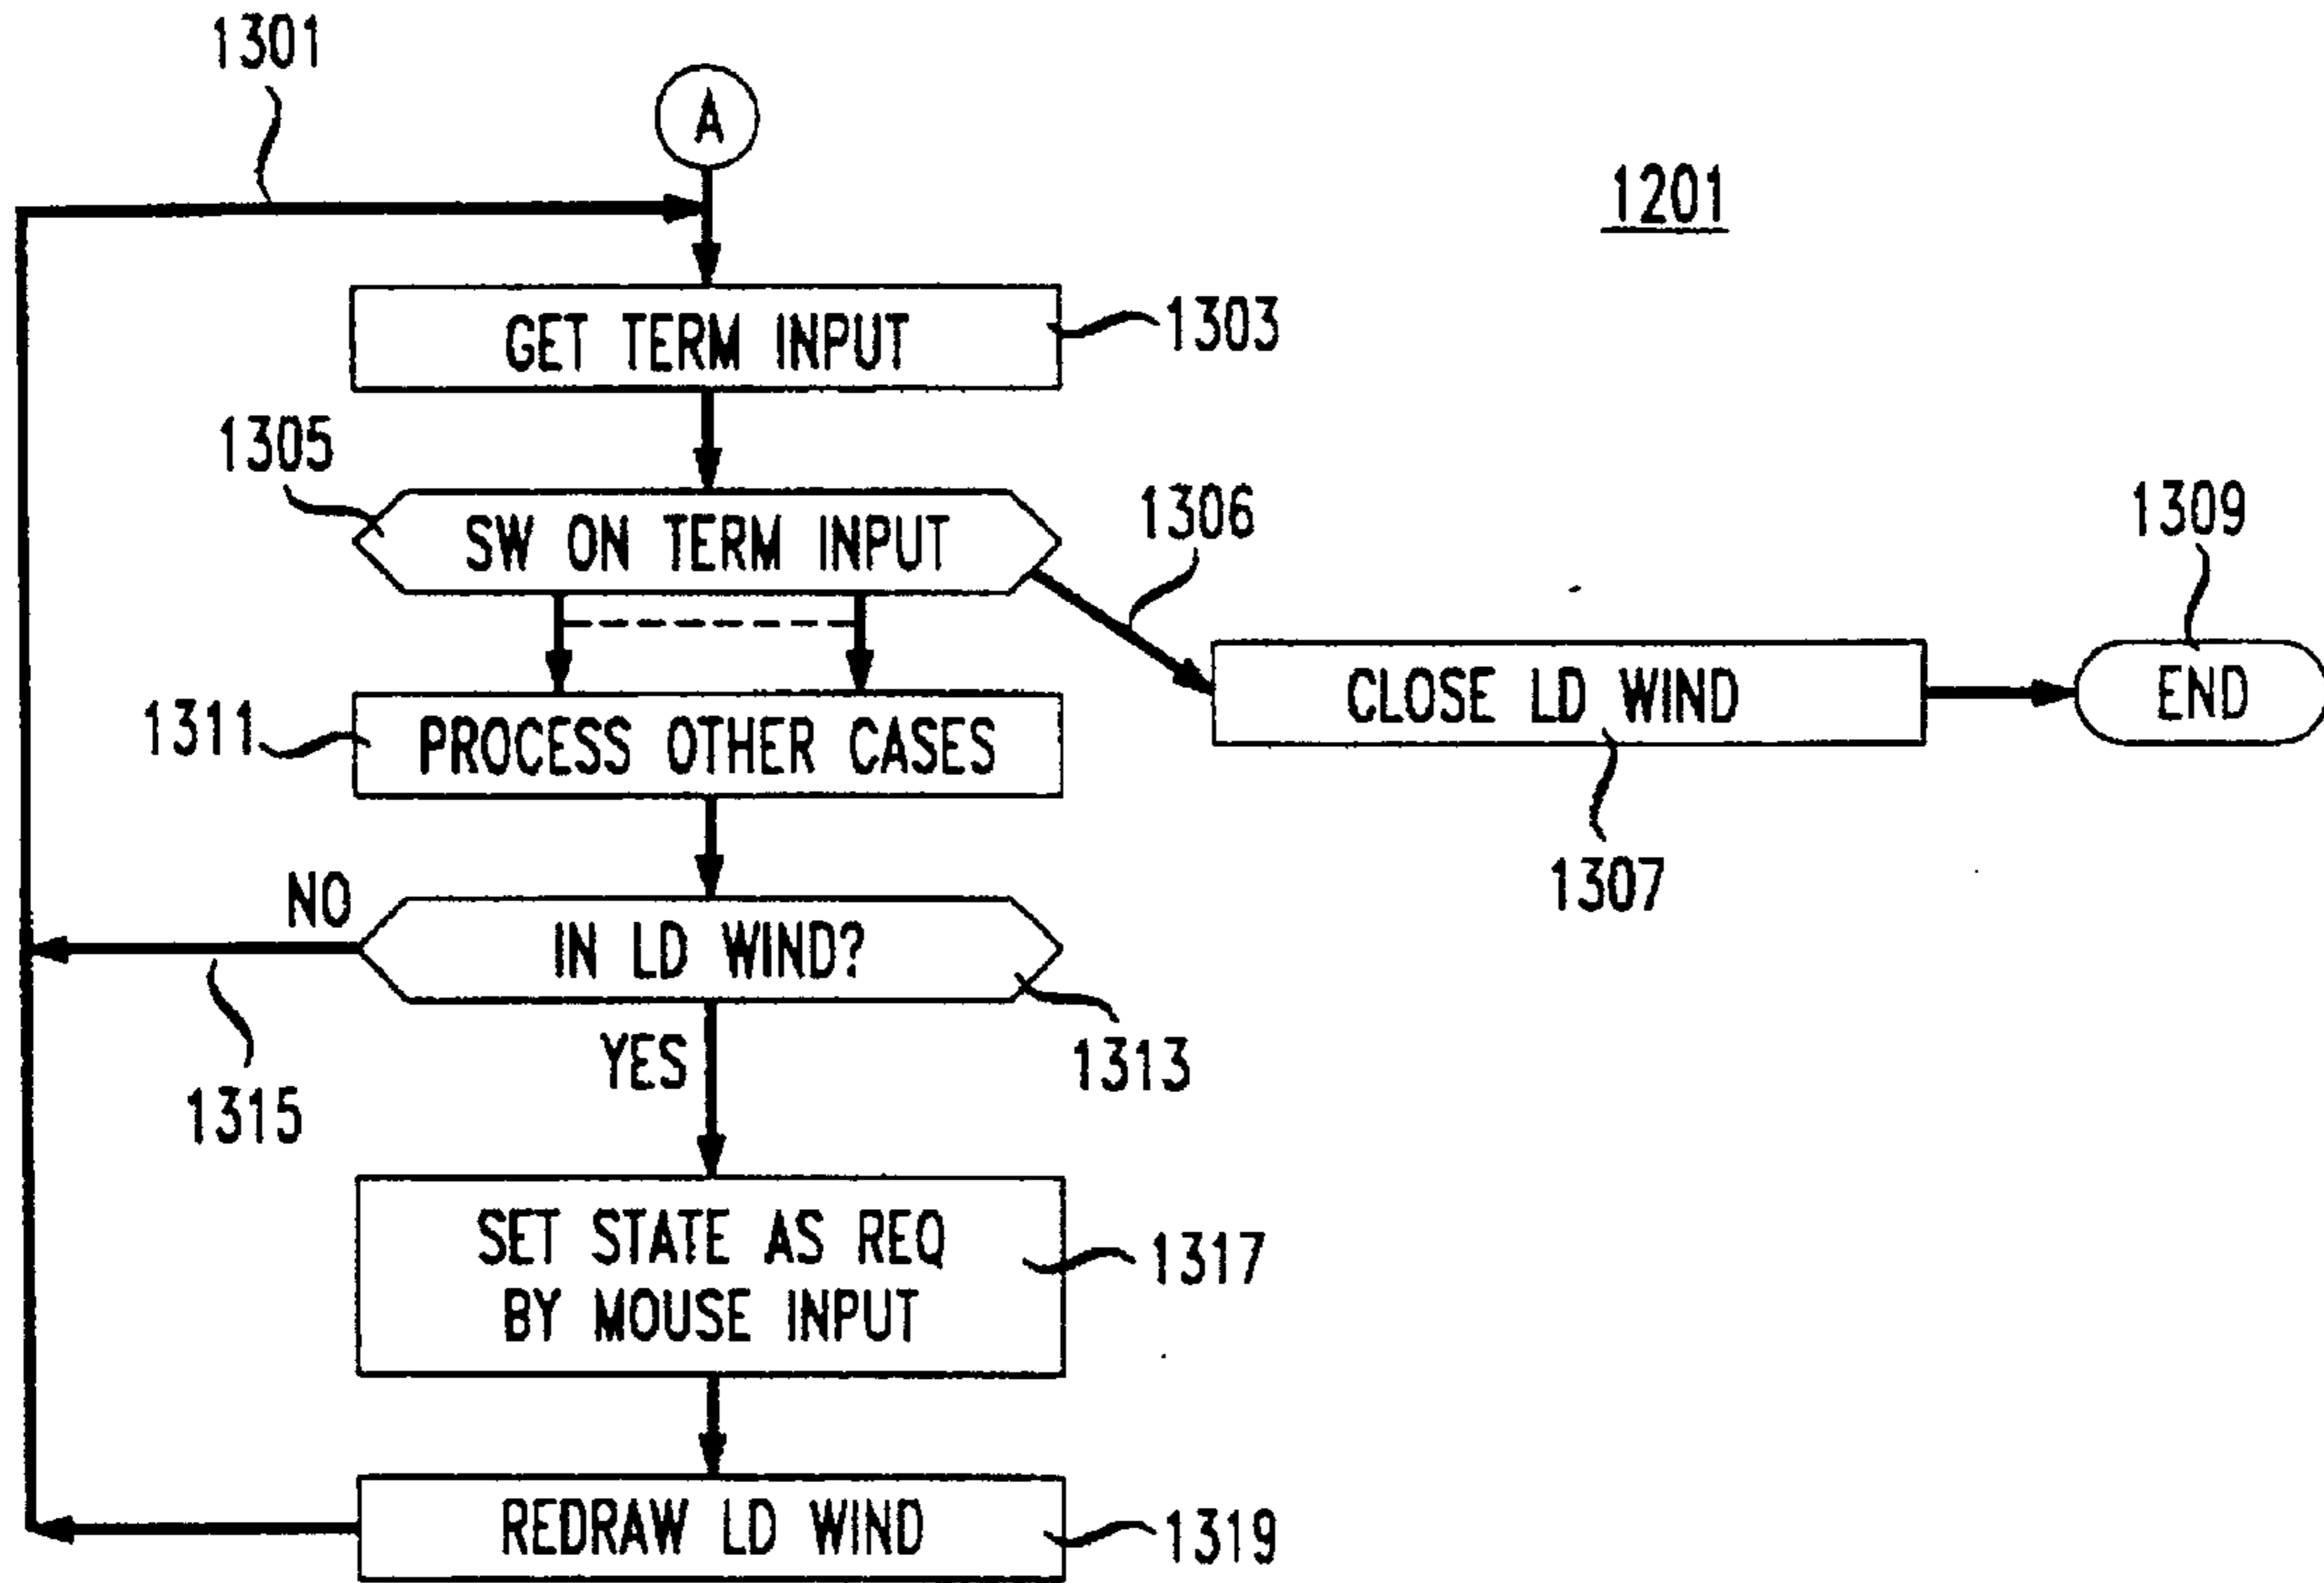 1301
A
1201
GET TERM INPUT
1303
1305
SW ON TERM INPUT
1306
1309
1311
PROCESS OTHER CASES
CLOSE LD WIND
END
1307
NO
IN LD WIND?
1313
YES
1315
SET STATE AS REQ
BY MOUSE INPUT
1317
REDRAW LD WIND
1319